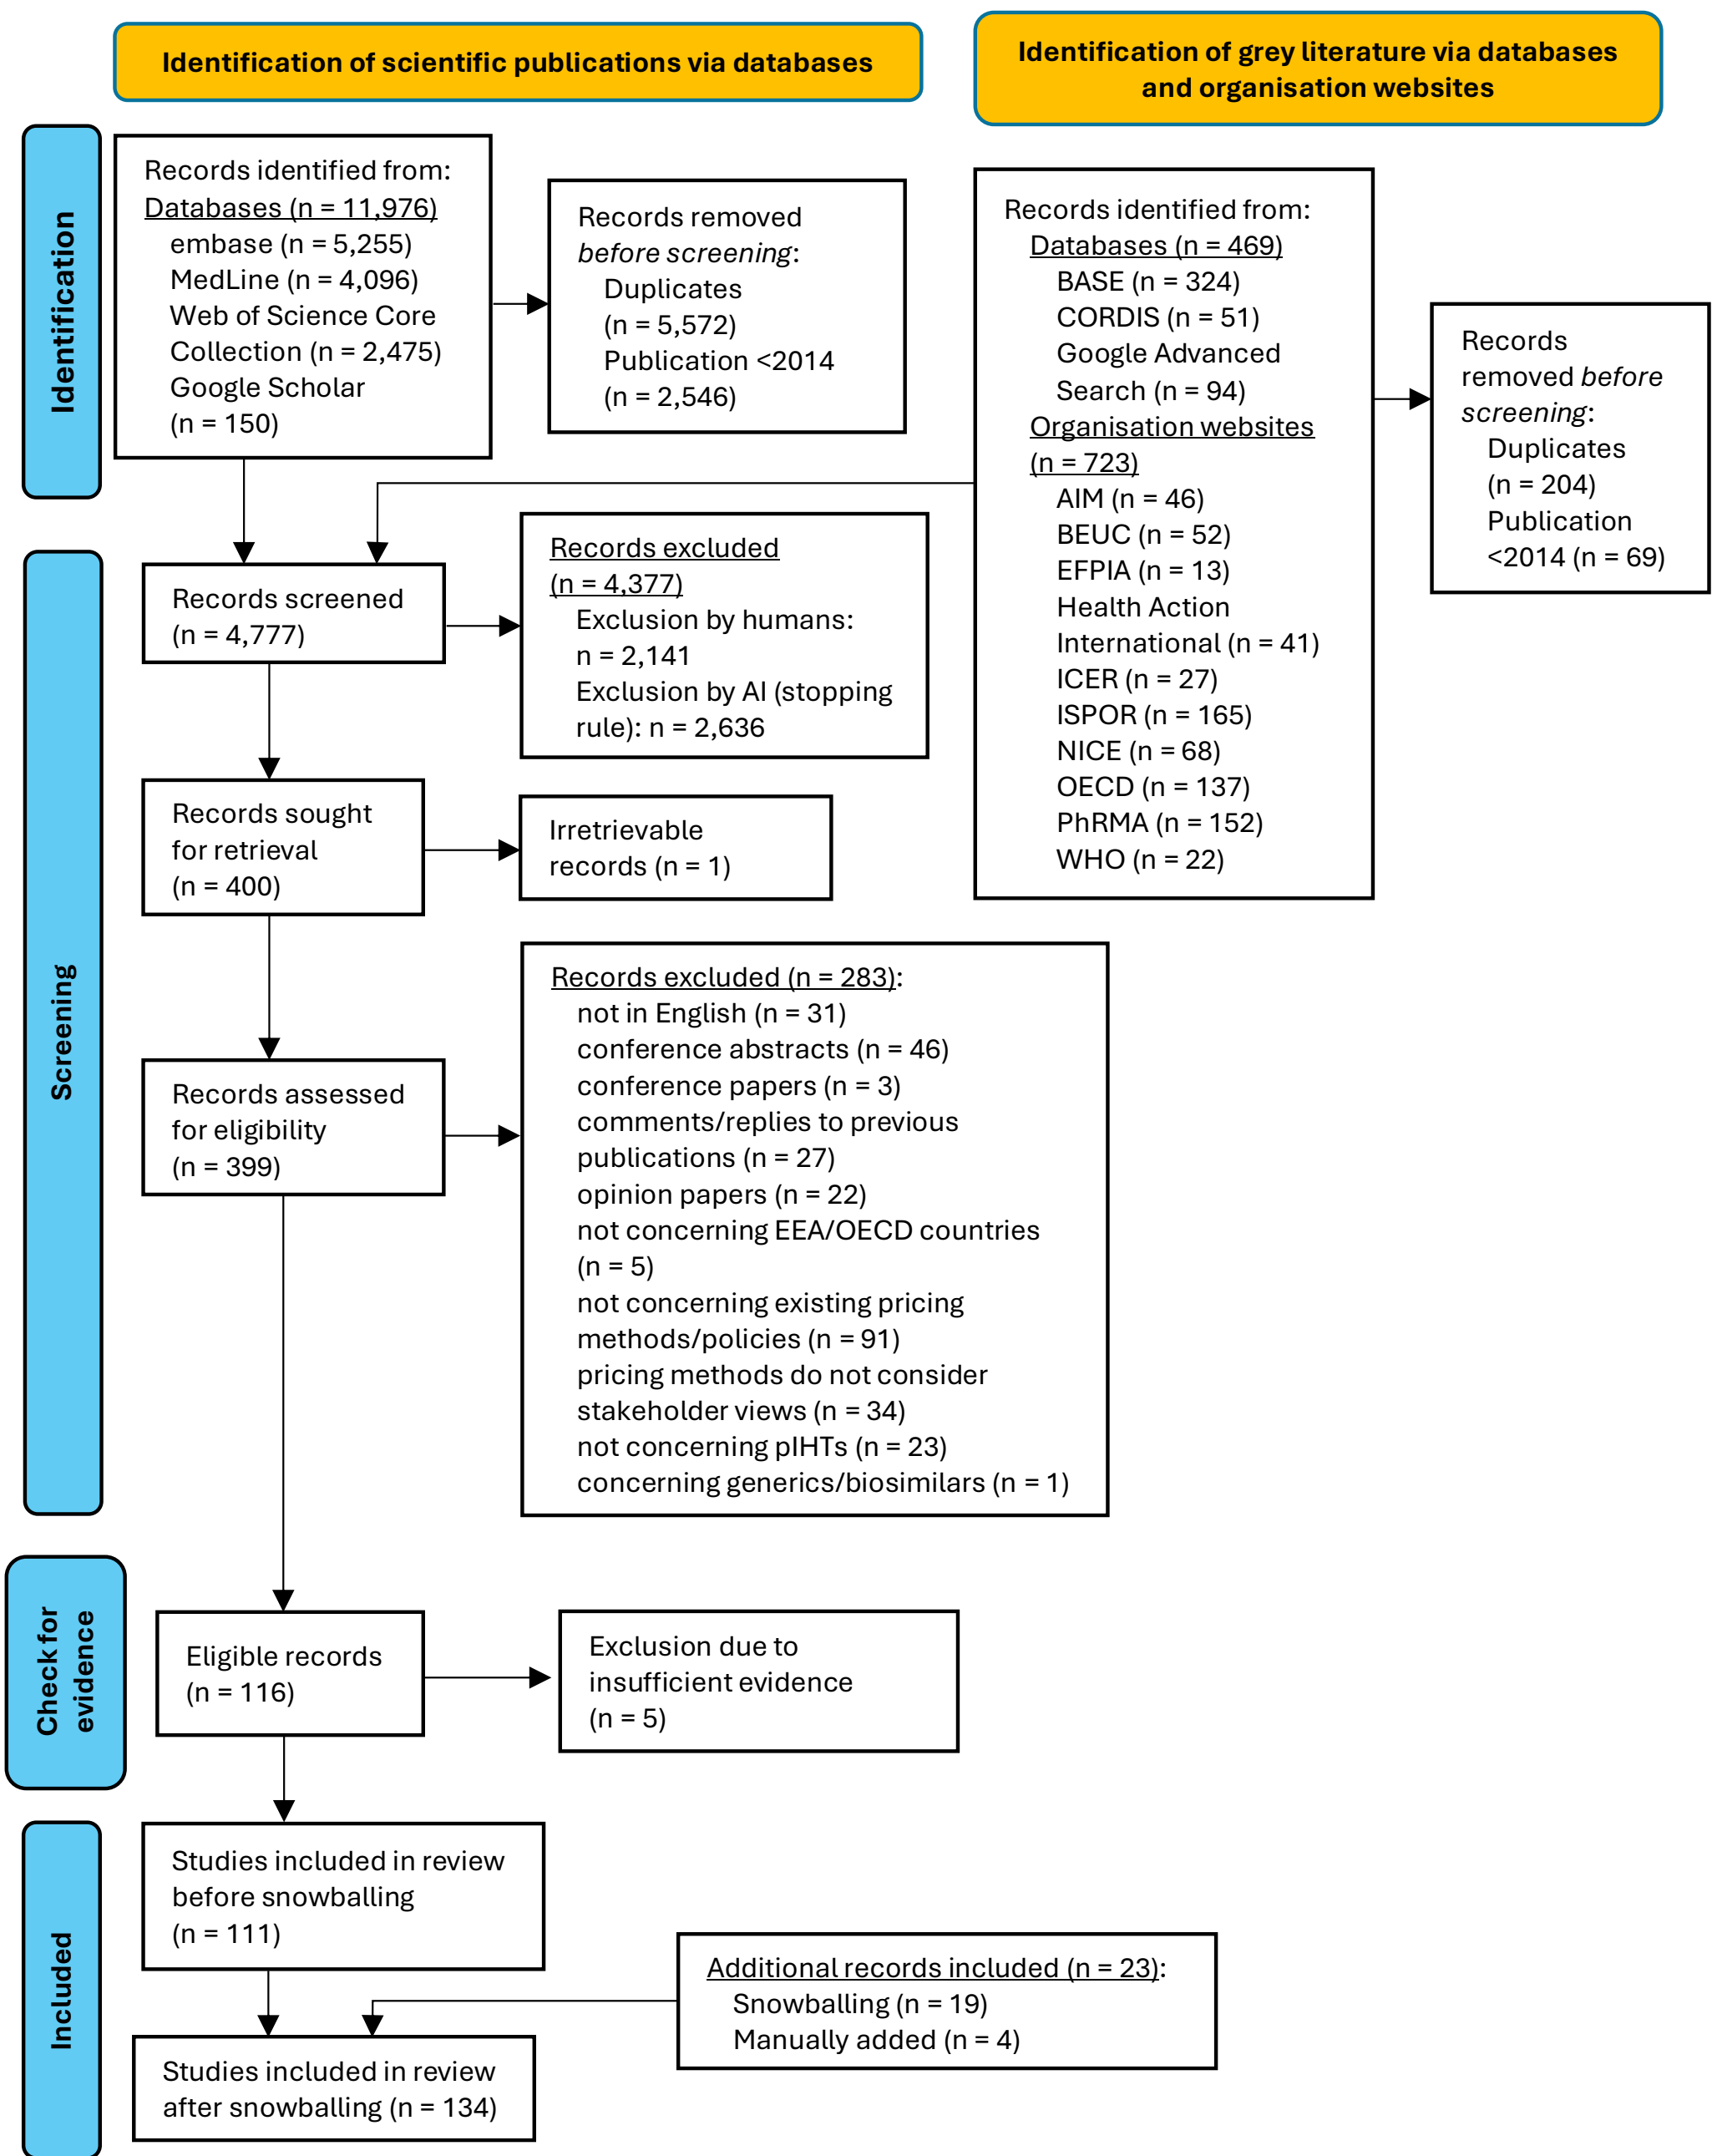 Identification of scientific publications via databases
Identification of grey literature via databases
and organisation websites
Identification
Records identified from:
Databases (n = 11,976)
embase (n = 5,255)
MedLine (n = 4,096)
Web of Science Core
Collection (n = 2,475)
Google Scholar
(n = 150)
Records removed
before screening:
Duplicates
(n = 5,572)
Publication <2014
(n = 2,546)
Records identified from:
Databases (n = 469)
BASE (n = 324)
CORDIS (n = 51)
Google Advanced
Search (n = 94)
Organisation websites
(n = 723)
AIM (n = 46)
BEUC (n = 52)
EFPIA (n = 13)
Health Action
International (n = 41)
ICER (n = 27)
ISPOR (n = 165)
NICE (n = 68)
OECD (n = 137)
PhRMA (n = 152)
WHO (n = 22)
Records
removed before
screening:
Duplicates
(n = 204)
Publication
<2014 (n = 69)
Screening
Records screened
(n = 4,777)
Records excluded
(n = 4,377)
Exclusion by humans:
n = 2,141
Exclusion by AI (stopping
rule): n = 2,636
Records sought
for retrieval
(n = 400)
Irretrievable
records (n = 1)
Records assessed
for eligibility
(n = 399)
Records excluded (n = 283):
not in English (n = 31)
conference abstracts (n = 46)
conference papers (n = 3)
comments/replies to previous
publications (n = 27)
opinion papers (n = 22)
not concerning EEA/OECD countries
(n = 5)
not concerning existing pricing
methods/policies (n = 91)
pricing methods do not consider
stakeholder views (n = 34)
not concerning pIHTs (n = 23)
concerning generics/biosimilars (n = 1)
Check for
evidence
Eligible records
(n = 116)
Exclusion due to
insufficient evidence
(n = 5)
Included
Studies included in review
before snowballing
(n = 111)
Additional records included (n = 23):
Snowballing (n = 19)
Manually added (n = 4)
Studies included in review
after snowballing (n = 134)